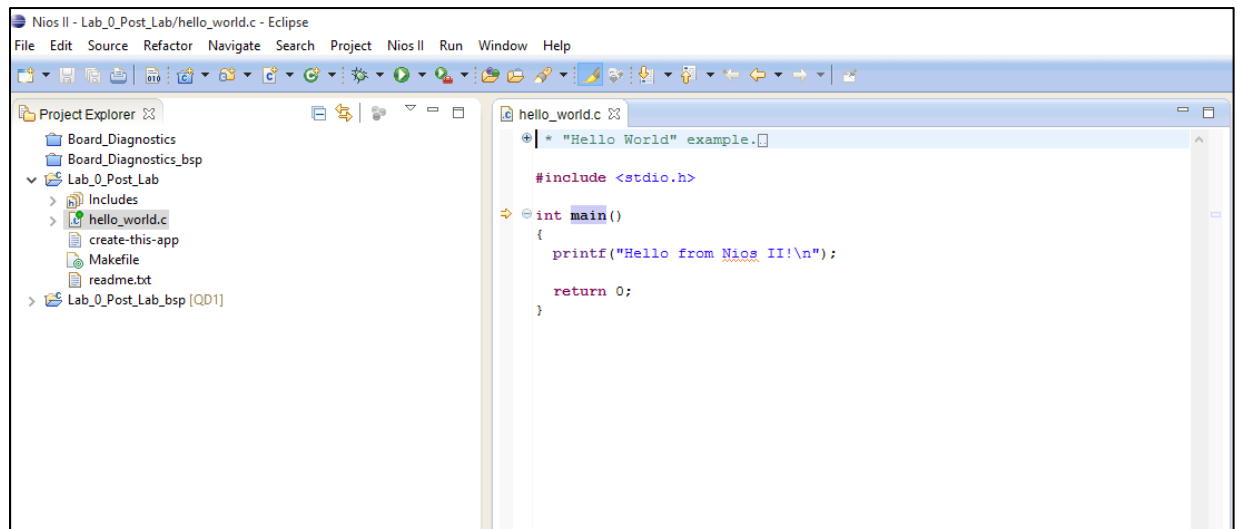 Nios II - Lab_0_Post_Lab/hello_world.c - Eclipse
File Edit Source Refactor Navigate Search Project Nios II Run Window Help
Project Explorer
Board_Diagnostics
Board_Diagnostics_bsp
Lab_0_Post_Lab
Includes
hello_world.c
create-this-app
Makefile
readme.txt
Lab_0_Post_Lab_bsp [QD1]
hello_world.c
* "Hello World" example.
#include <stdio.h>
int main()
{
printf("Hello from Nios II!\n");
return 0;
}